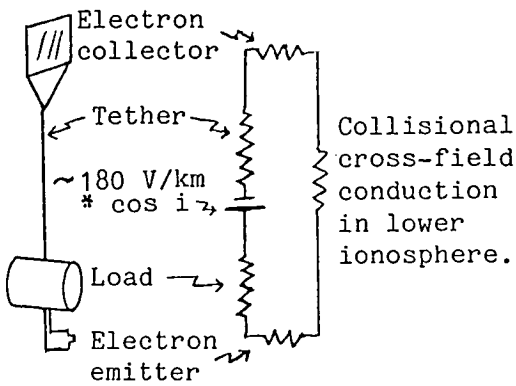 Electron
collector
Tether
~180 V/km
* cos i
Load
Electron
emitter
Collisional
cross-field
conduction
in lower
ionosphere.